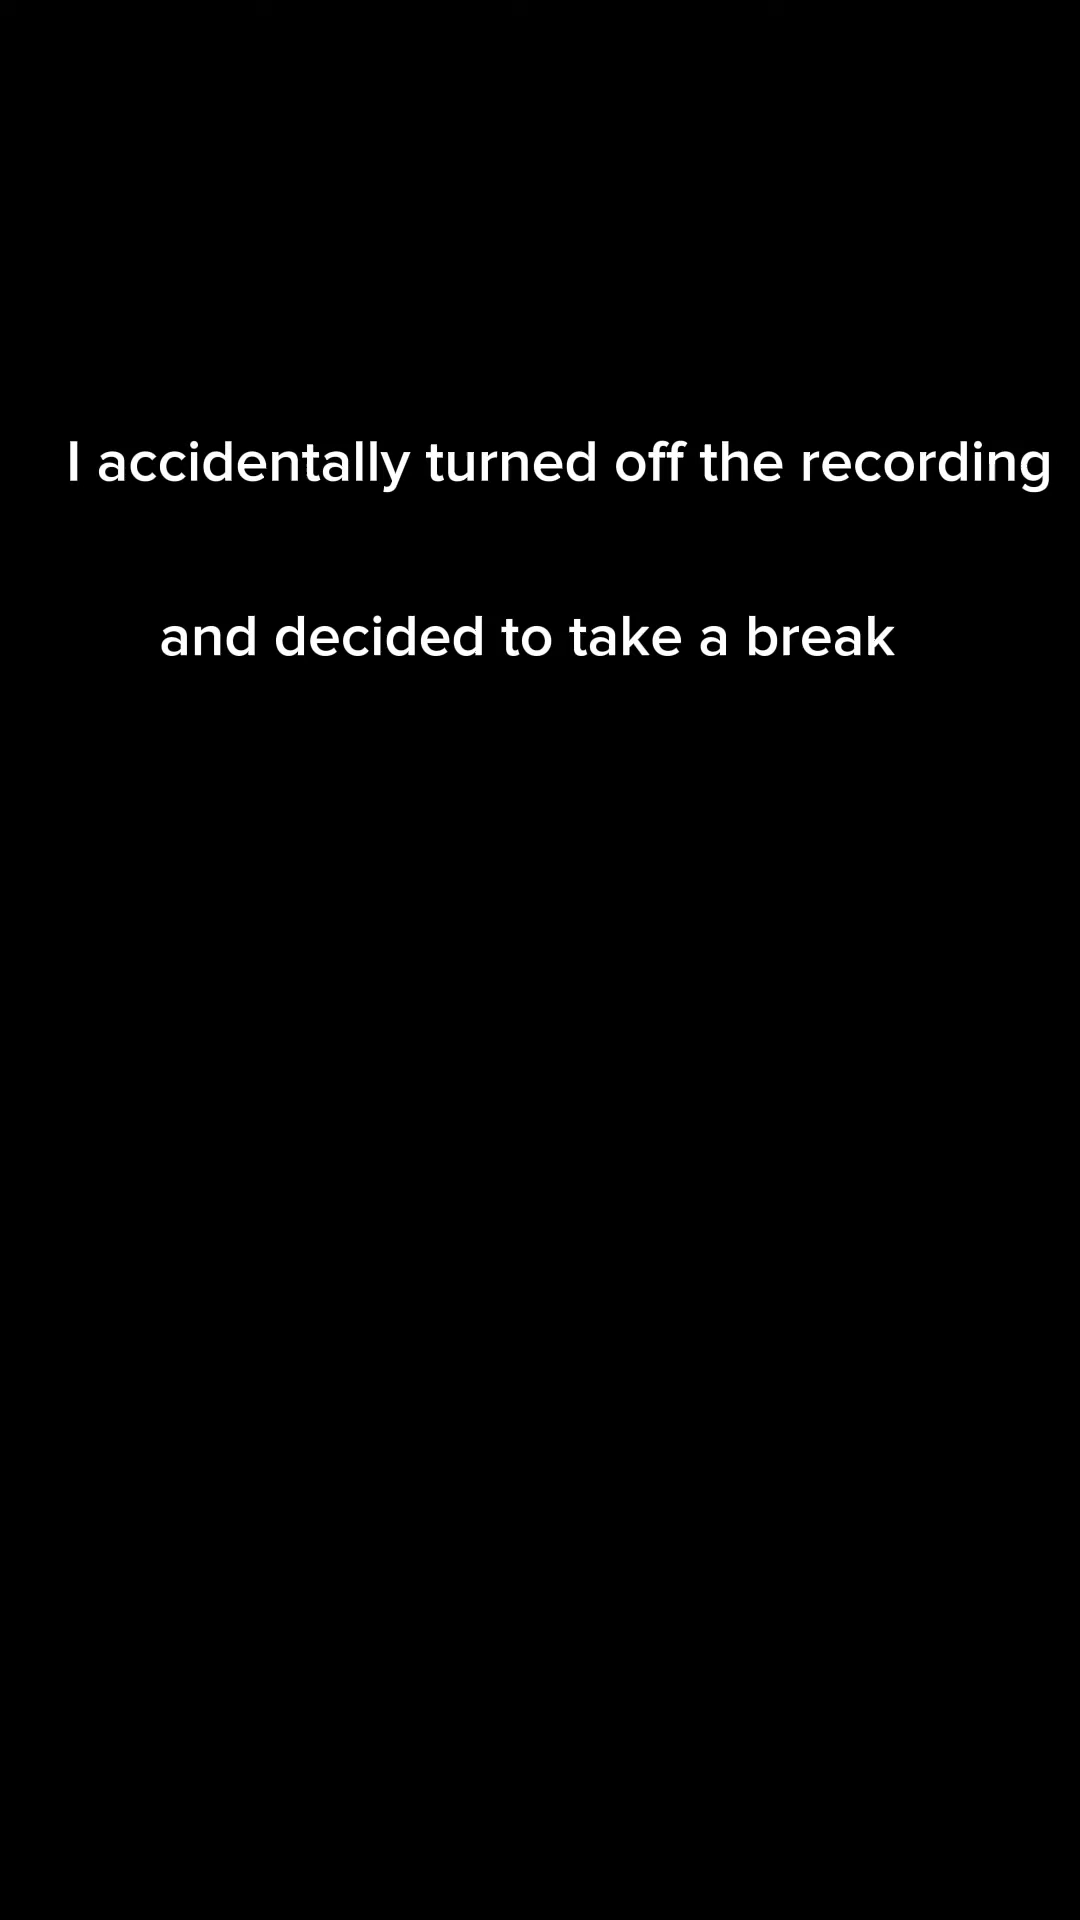 I accidentally turned off the recording
and decided to take a break